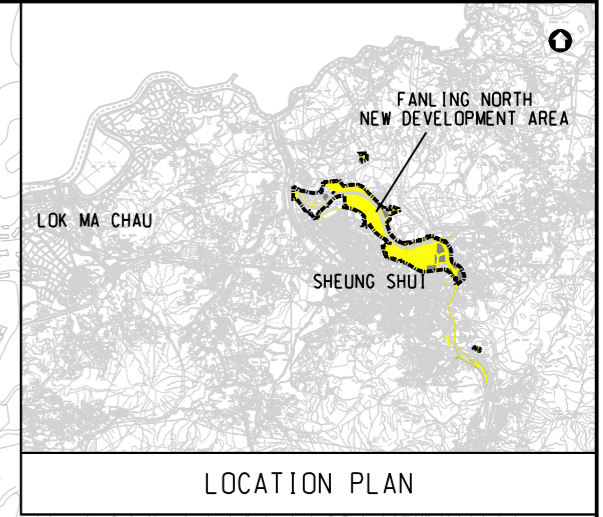 FANLING NORTH
NEW DEVELOPMENT AREA
LOK MA CHAU
SHEUNG SHUI
LOCATION PLAN